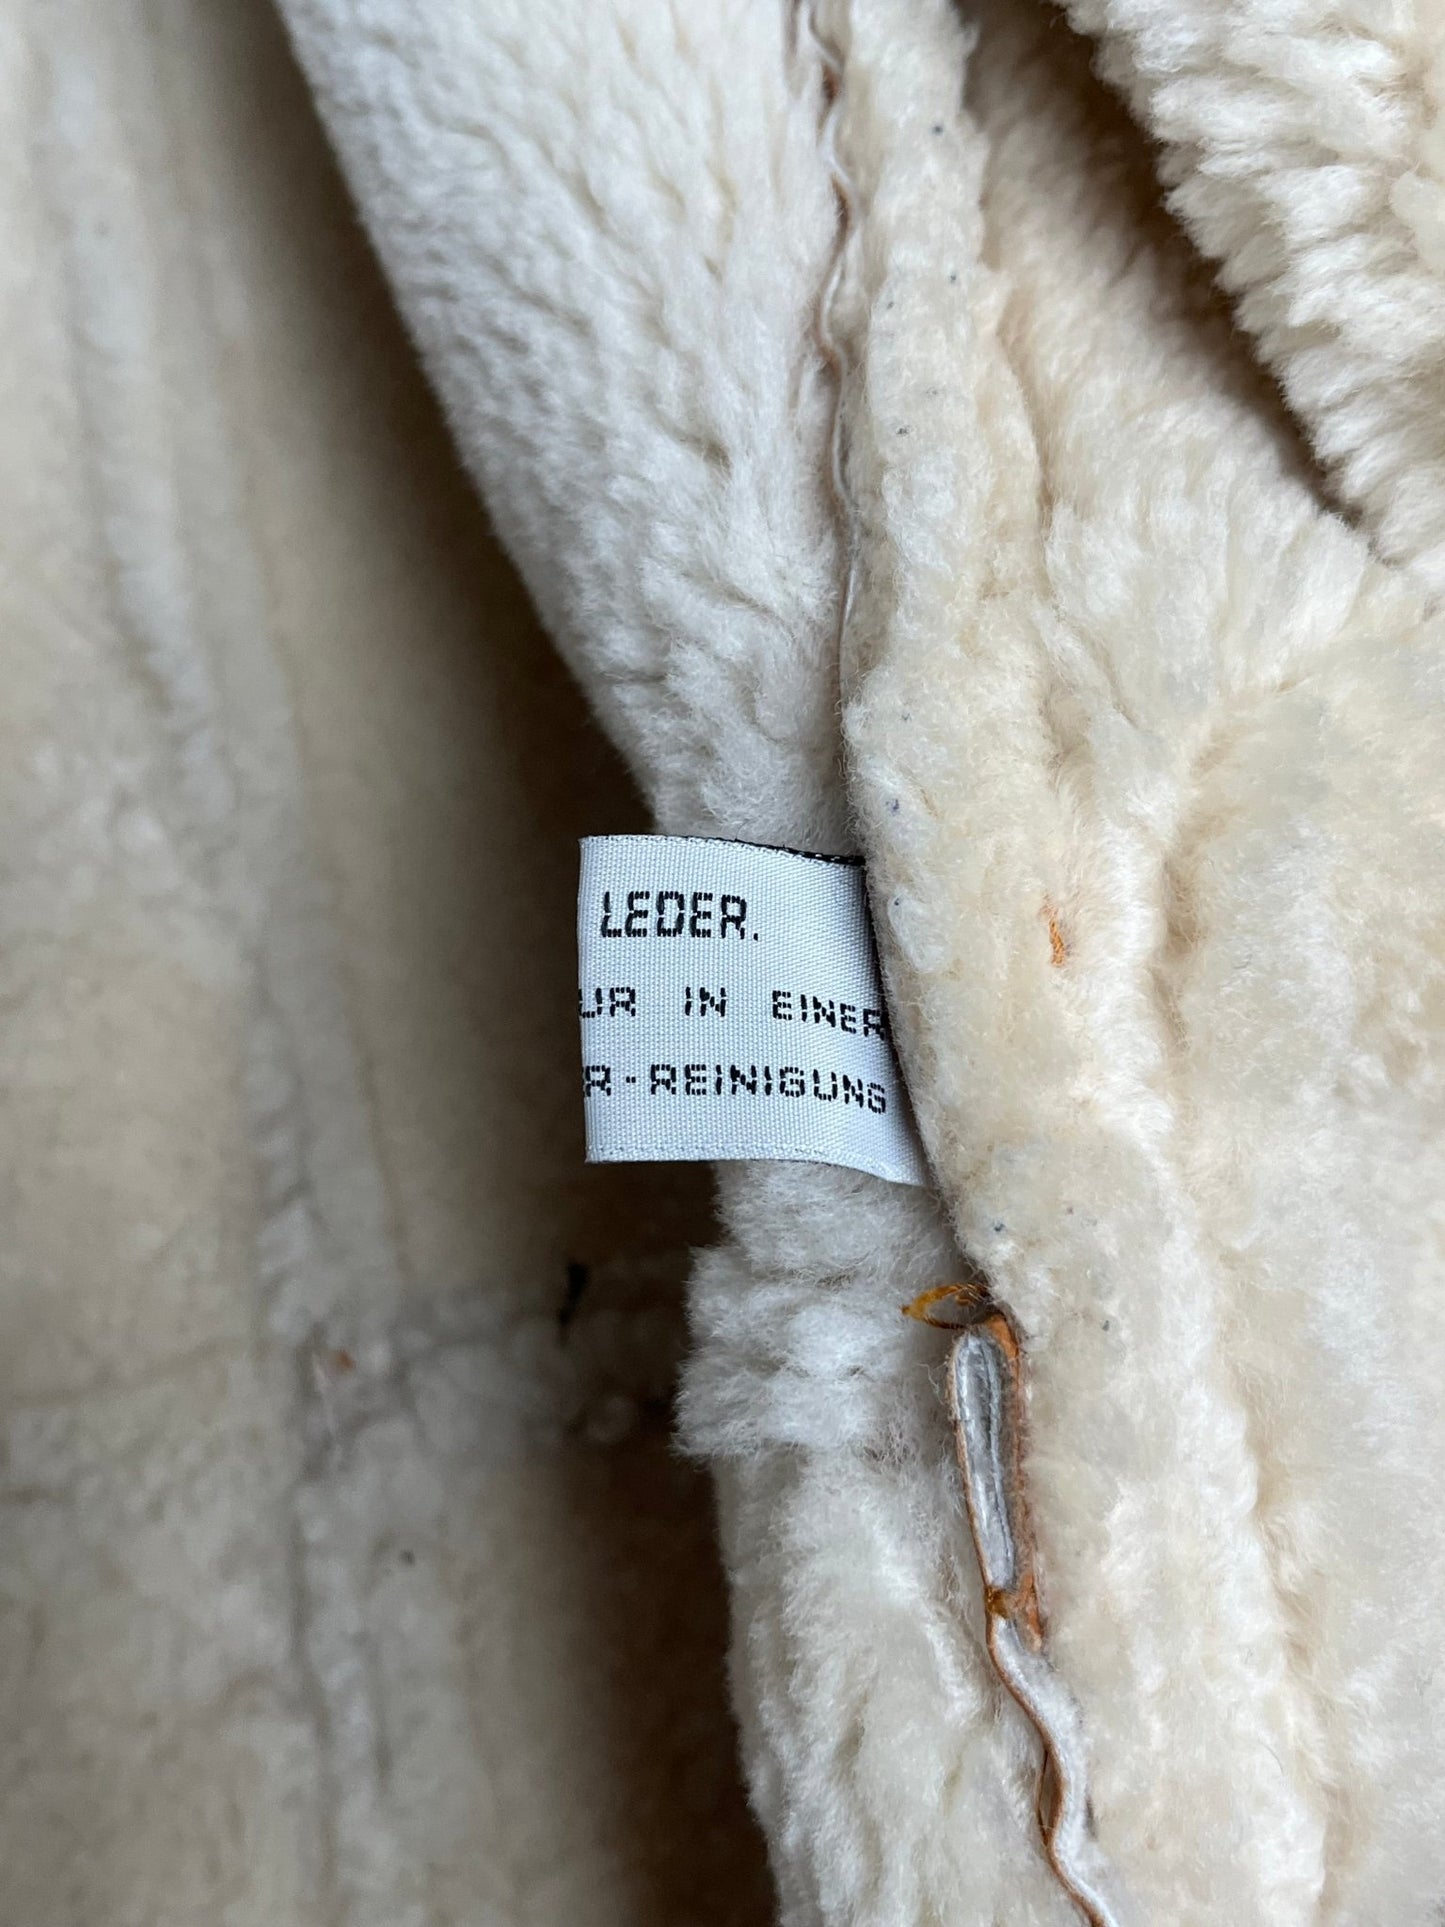 LEDER.
UR IN EINER
R-REINIGUNG